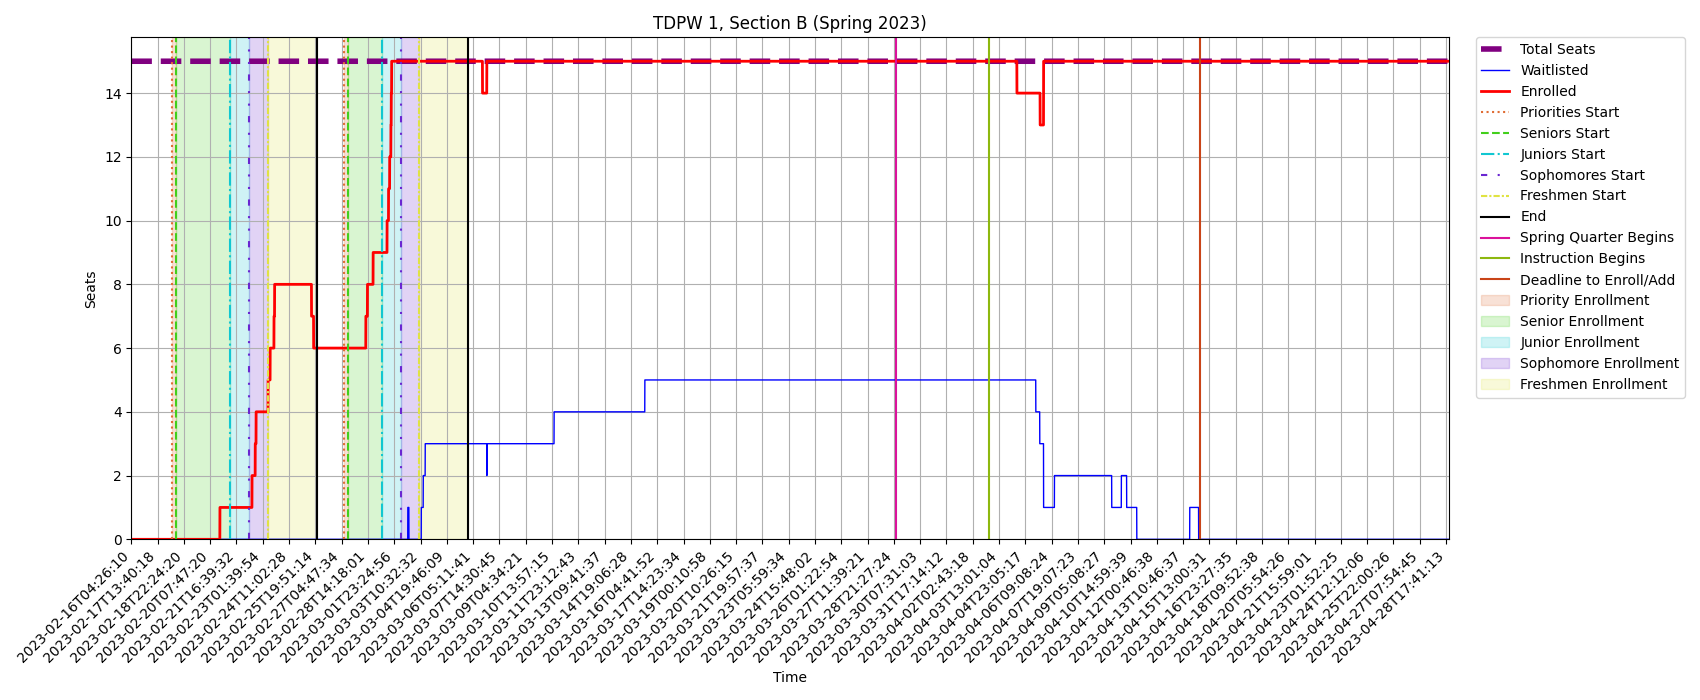 TDPW 1, Section B (Spring 2023)
Seats
14
12
10
8
6
4
2
0
2023-02-16T04:26:10
2023-02-17T13:40:18
2023-02-18T22:24:20
2023-02-20T07:47:20
2023-02-21T16:39:32
2023-02-23T01:39:54
2023-02-24T11:02:28
2023-02-25T19:51:14
2023-02-27T04:47:34
2023-02-28T14:18:01
2023-03-01T23:24:56
2023-03-03T10:32:32
2023-03-04T19:46:09
2023-03-06T05:11:41
2023-03-07T14:30:45
2023-03-09T04:34:21
2023-03-10T13:57:15
2023-03-11T23:12:43
2023-03-13T09:41:37
2023-03-14T19:06:28
2023-03-16T04:41:52
2023-03-17T14:23:34
2023-03-19T00:10:58
2023-03-20T10:26:15
2023-03-21T19:57:37
2023-03-23T05:59:34
2023-03-24T15:48:02
2023-03-26T01:22:54
2023-03-27T11:39:21
2023-03-28T21:27:24
2023-03-30T07:31:03
2023-03-31T17:14:12
2023-04-02T02:43:18
2023-04-03T13:01:04
2023-04-04T23:05:17
2023-04-06T09:08:24
2023-04-07T19:07:23
2023-04-09T05:08:27
2023-04-10T14:59:39
2023-04-12T00:46:38
2023-04-13T10:46:37
2023-04-15T13:00:31
2023-04-16T23:27:35
2023-04-18T09:52:38
2023-04-20T05:54:26
2023-04-21T15:59:01
2023-04-23T01:52:25
2023-04-24T12:12:06
2023-04-25T22:00:26
2023-04-27T07:54:45
2023-04-28T17:41:13
Time
Total Seats
Waitlisted
Enrolled
Priorities Start
Seniors Start
Juniors Start
Sophomores Start
Freshmen Start
End
Spring Quarter Begins
Instruction Begins
Deadline to Enroll/Add
Priority Enrollment
Senior Enrollment
Junior Enrollment
Sophomore Enrollment
Freshmen Enrollment